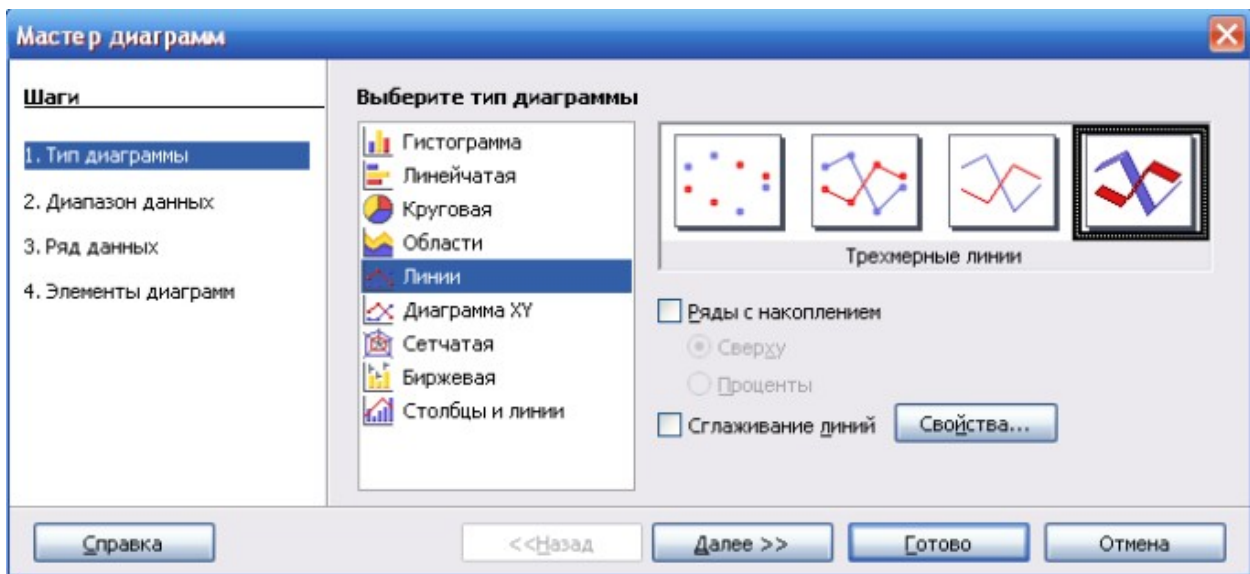 Мастер диаграмм
Шаги
1. Тип диаграммы
2. Диапазон данных
3. Ряд данных
4. Элементы диаграмм
Выберите тип диаграммы
Гистограмма
Линейчатая
Круговая
Области
Линии
Диаграмма XY
Сетчатая
Биржевая
Столбцы и линии
Трехмерные линии
Ряды с накоплением
Сверху
Проценты
Сглаживание линий
Свойства...
Справка
<<Назад
Далее >>
Готово
Отмена